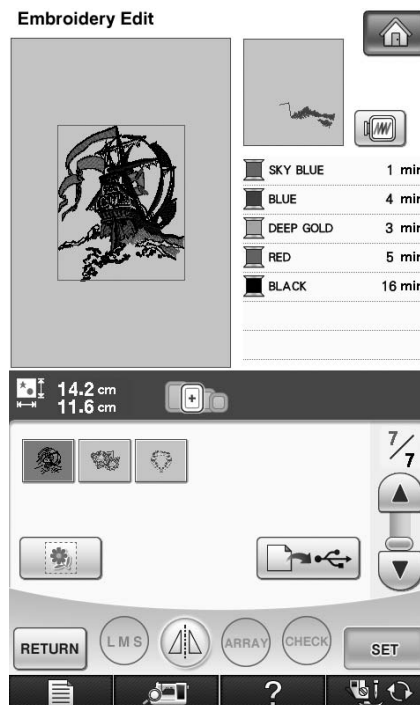 Embroidery Edit
SKY BLUE 1 min
BLUE 4 min
DEEP GOLD 3 min
RED 5 min
BLACK 16 min
14.2 cm
11.6 cm
7/7
RETURN
L M S
ARRAY
CHECK
SET
?